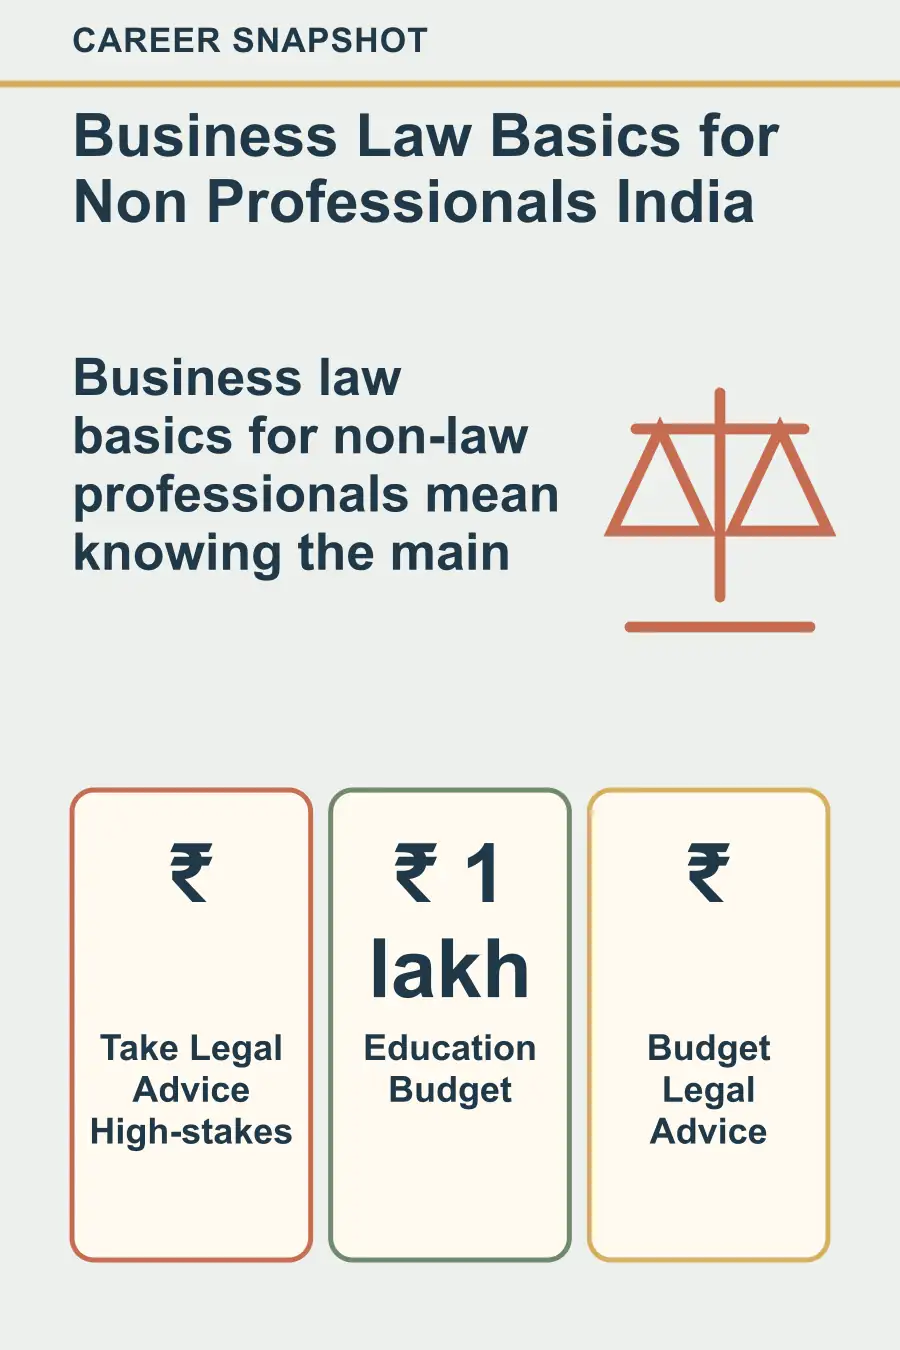 CAREER SNAPSHOT
Business Law Basics for
Non Professionals India
Business law
basics for non-law
professionals mean
knowing the main
₹
Take Legal
Advice
High-stakes
₹ 1
lakh
Education
Budget
₹
Budget
Legal
Advice